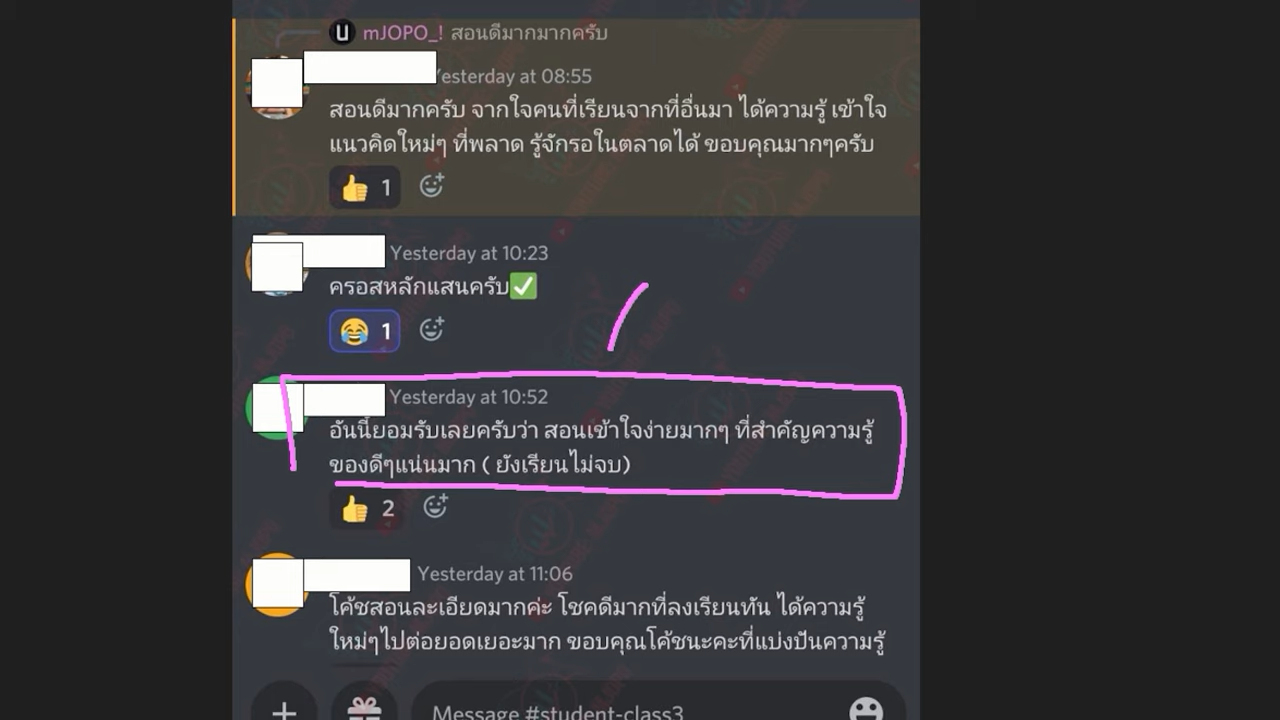 U mJOPO_! สอนดีมากมากครับ
Yesterday at 08:55
สอนดีมากครับ จากใจคนที่เรียนจากที่อื่นมา ได้ความรู้ เข้าใจ
แนวคิดใหม่ๆ ที่พลาด รู้จักรอในตลาดได้ ขอบคุณมากๆครับ
👍 1
Yesterday at 10:23
ครอสหลักแสนครับ✅
😂 1
Yesterday at 10:52
อันนี้ยอมรับเลยครับว่า สอนเข้าใจง่ายมากๆ ที่สำคัญความรู้
ของดีๆแน่นมาก ( ยังเรียนไม่จบ)
👍 2
Yesterday at 11:06
โค้ชสอนละเอียดมากค่ะ โชคดีมากที่ลงเรียนทัน ได้ความรู้
ใหม่ๆไปต่อยอดเยอะมาก ขอบคุณโค้ชนะคะที่แบ่งปันความรู้
Message #student-class3